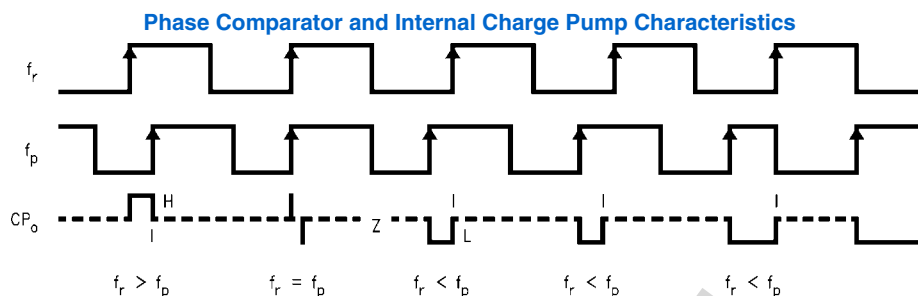 Phase Comparator and Internal Charge Pump Characteristics
fr
fp
CPo
H
I
Z
I
L
I
I
fr > fp
fr = fp
fr < fp
fr < fp
fr < fp